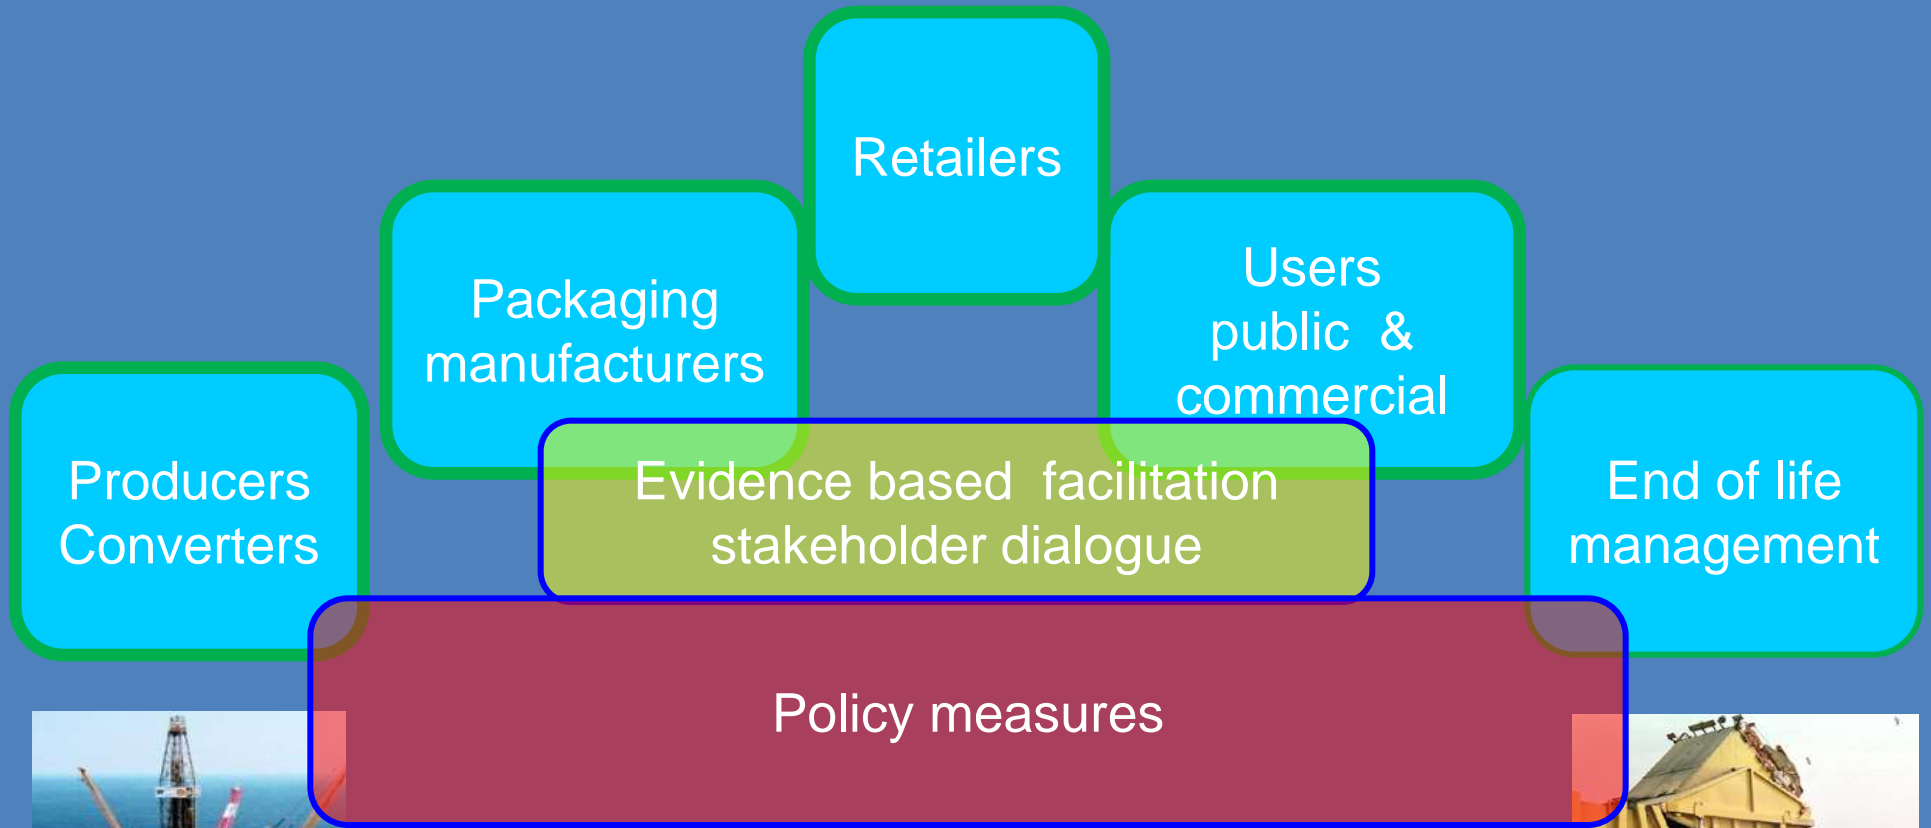 Retailers
Packaging
manufacturers
Users
public & 
commercial
Producers
Converters
Evidence based facilitation
stakeholder dialogue
End of life
management
Policy measures